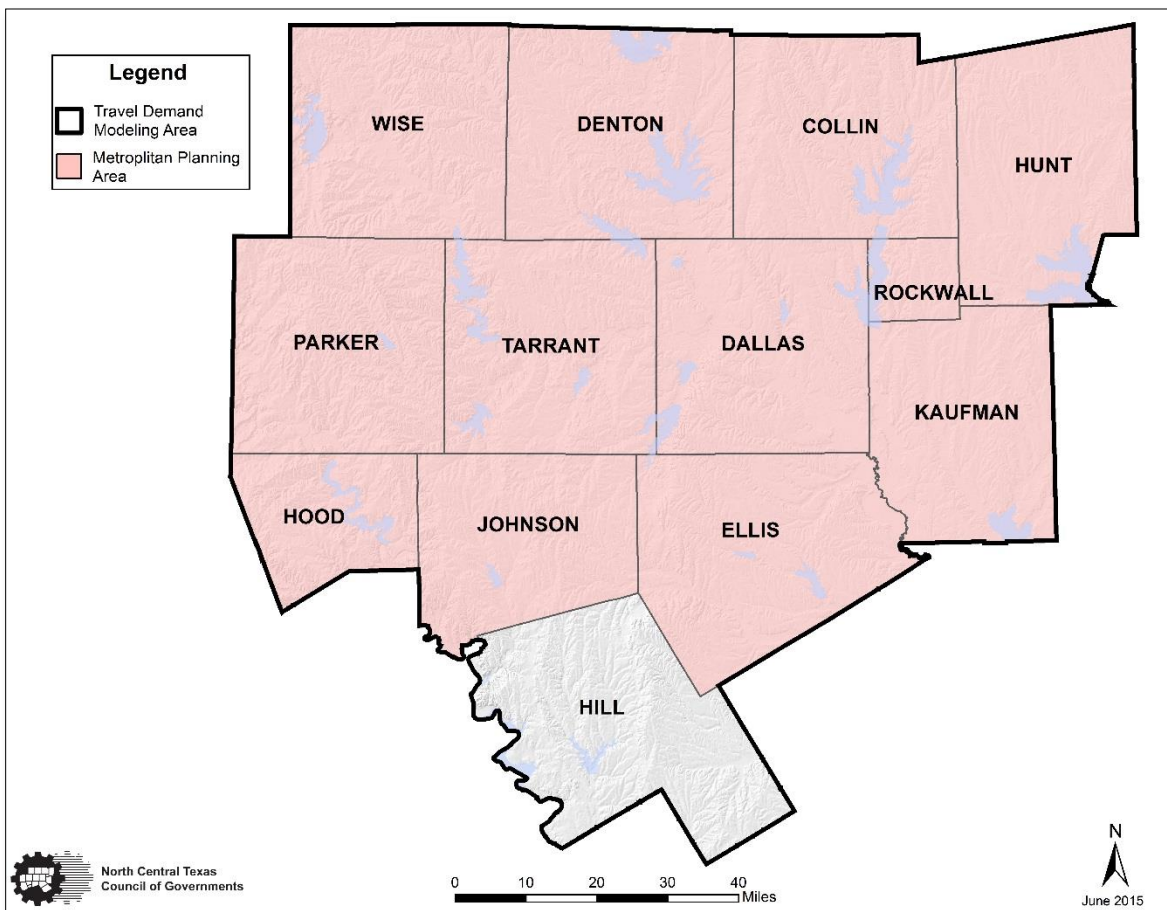 Legend
Travel Demand
Modeling Area
Metroplitan Planning
Area
WISE
DENTON
COLLIN
HUNT
ROCKWALL
PARKER
TARRANT
DALLAS
KAUFMAN
HOOD
JOHNSON
ELLIS
HILL
North Central Texas
Council of Governments
0 10 20 30 40
Miles
N
June 2015